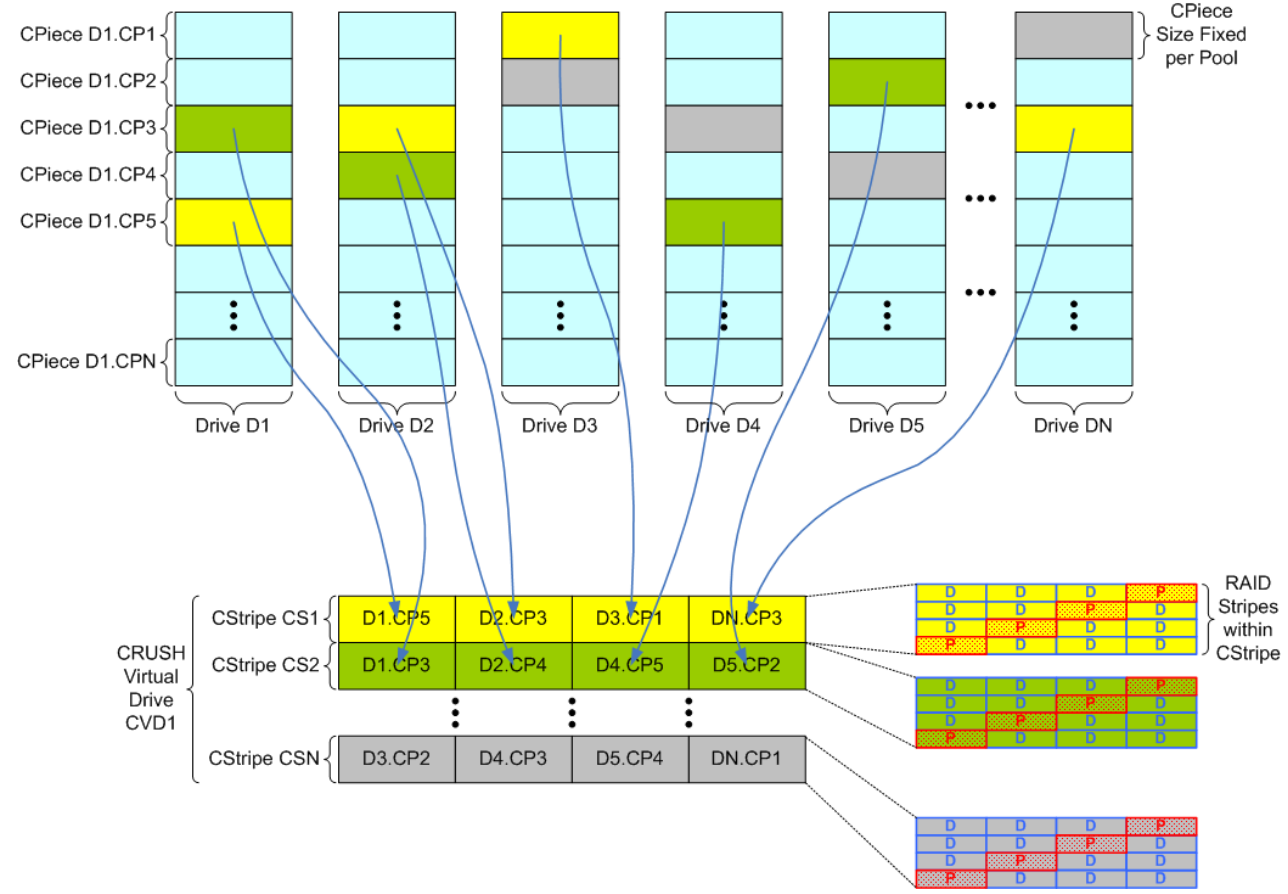 CPiece D1.CP1
CPiece D1.CP2
CPiece D1.CP3
CPiece D1.CP4
CPiece D1.CP5
CPiece D1.CPN
CPiece
Size Fixed
per Pool
Drive D1
Drive D2
Drive D3
Drive D4
Drive D5
Drive DN
CRUSH
Virtual
Drive
CVD1
CStripe CS1
D1.CP5 D2.CP3 D3.CP1 DN.CP3
CStripe CS2
D1.CP3 D2.CP4 D4.CP5 D5.CP2
CStripe CSN
D3.CP2 D4.CP3 D5.CP4 DN.CP1
D D D P
D D P D
D P D D
P D D D
RAID
Stripes
within
CStripe
D D D P
D D P D
D P D D
P D D D
D D D P
D D P D
D P D D
P D D D